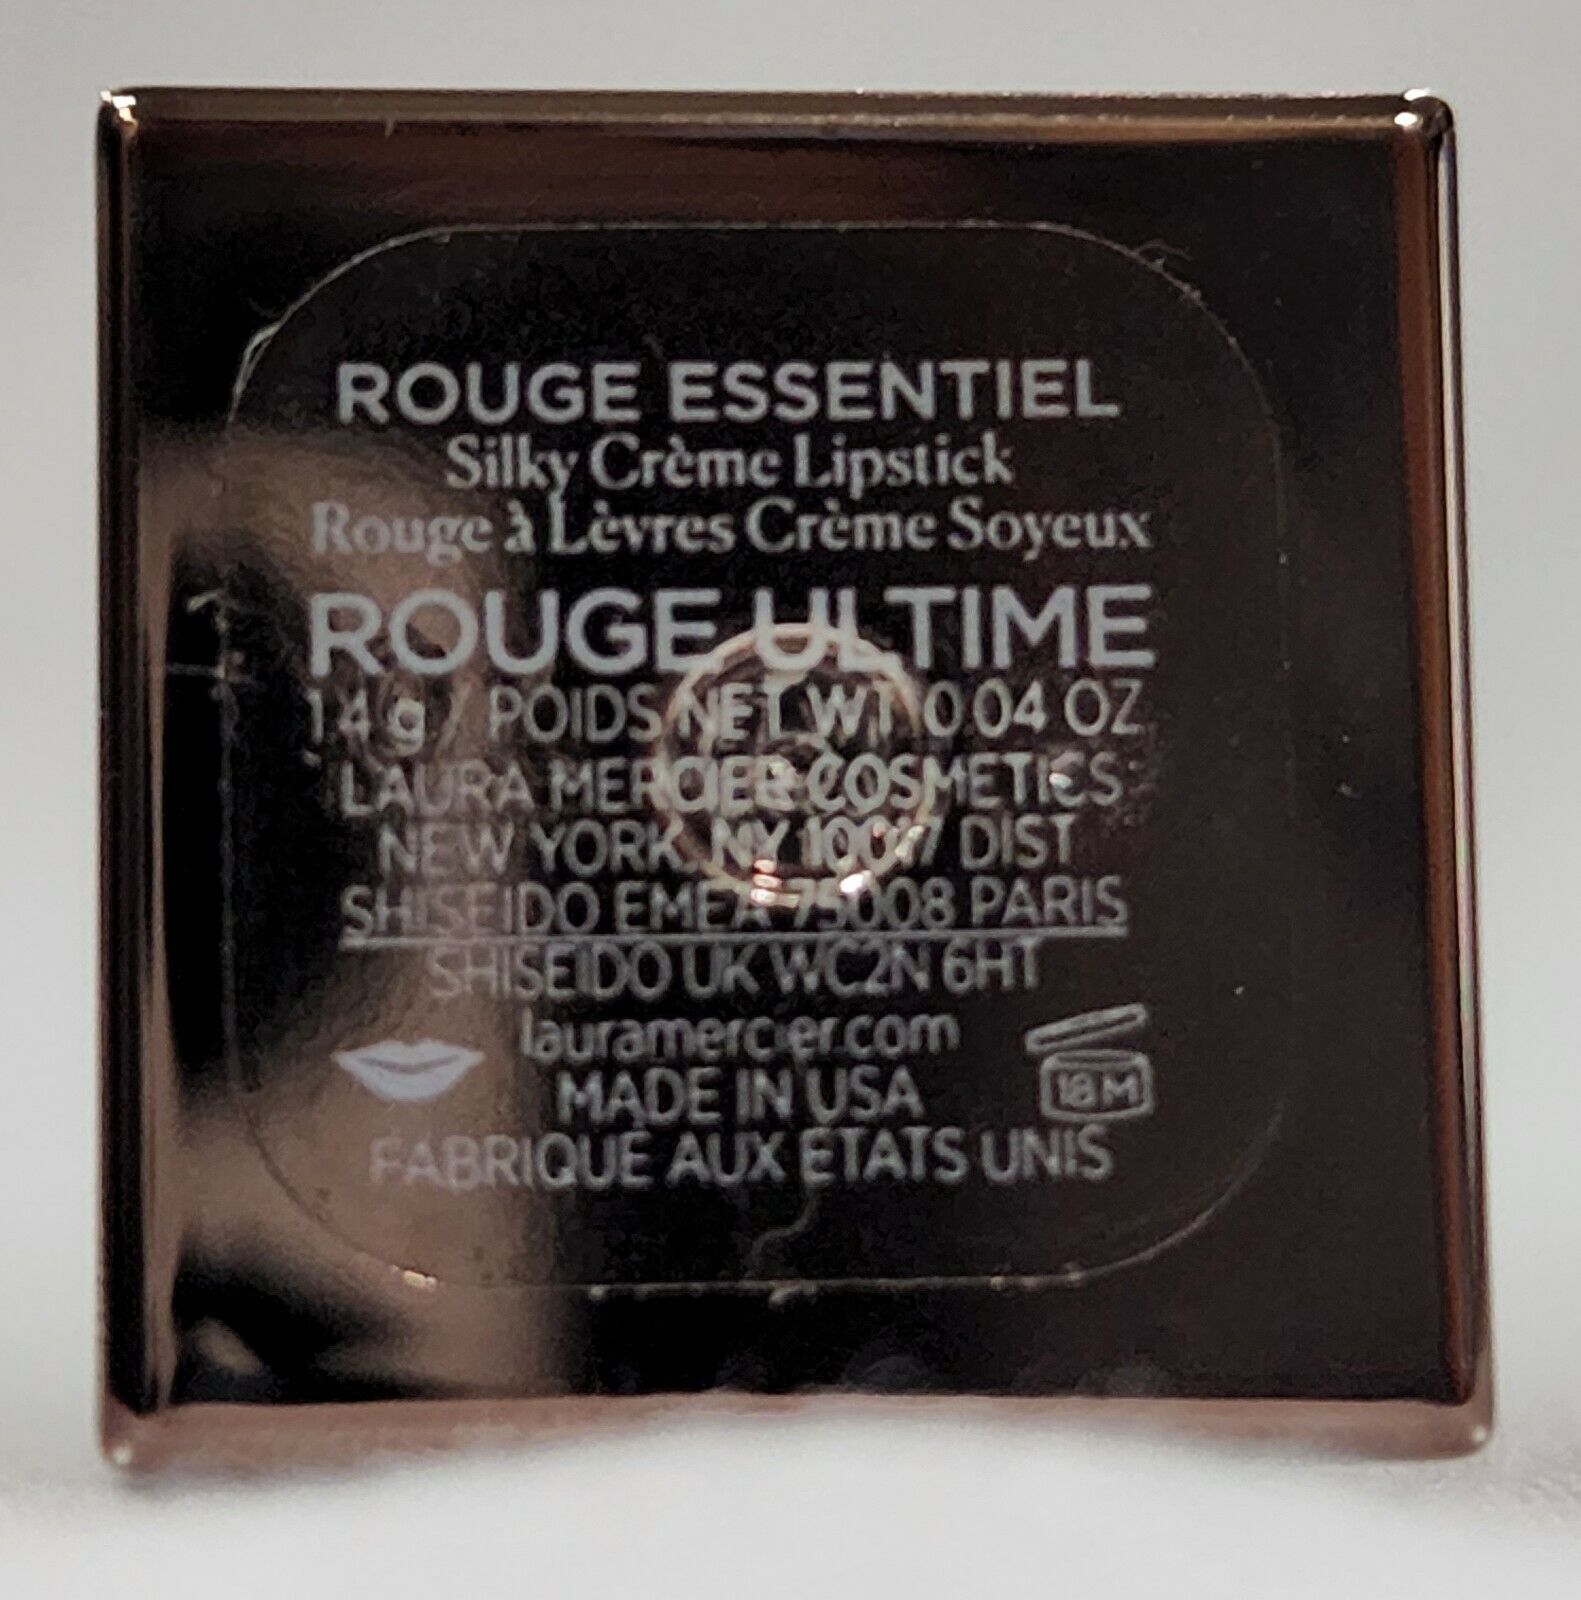 ROUGE ESSENTIEL
Silky Crème Lipstick
Rouge à Lèvres Crème Soyeux
ROUGE ULTIME
1.4 g / POIDS NET WT 0.04 OZ
LAURA MERCIER COSMETICS
NEW YORK, NY 10017 DIST
SHISEIDO EMEA 75008 PARIS
SHISEIDO UK WC2N 6HT
lauramercier.com
MADE IN USA
18M
FABRIQUÉ AUX ETATS UNIS